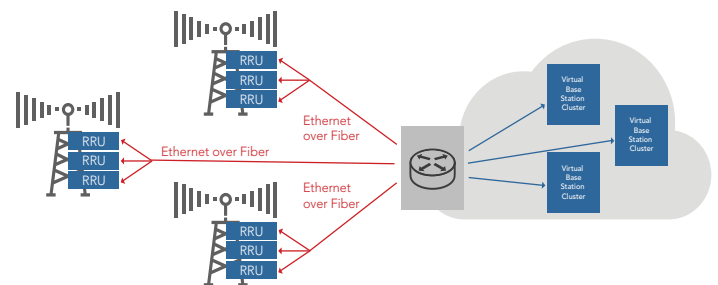 RRU
RRU
RRU
Ethernet
over Fiber
RRU
RRU
RRU
Ethernet over Fiber
Ethernet
over Fiber
RRU
RRU
RRU
Virtual
Base
Station
Cluster
Virtual
Base
Station
Cluster
Virtual
Base
Station
Cluster